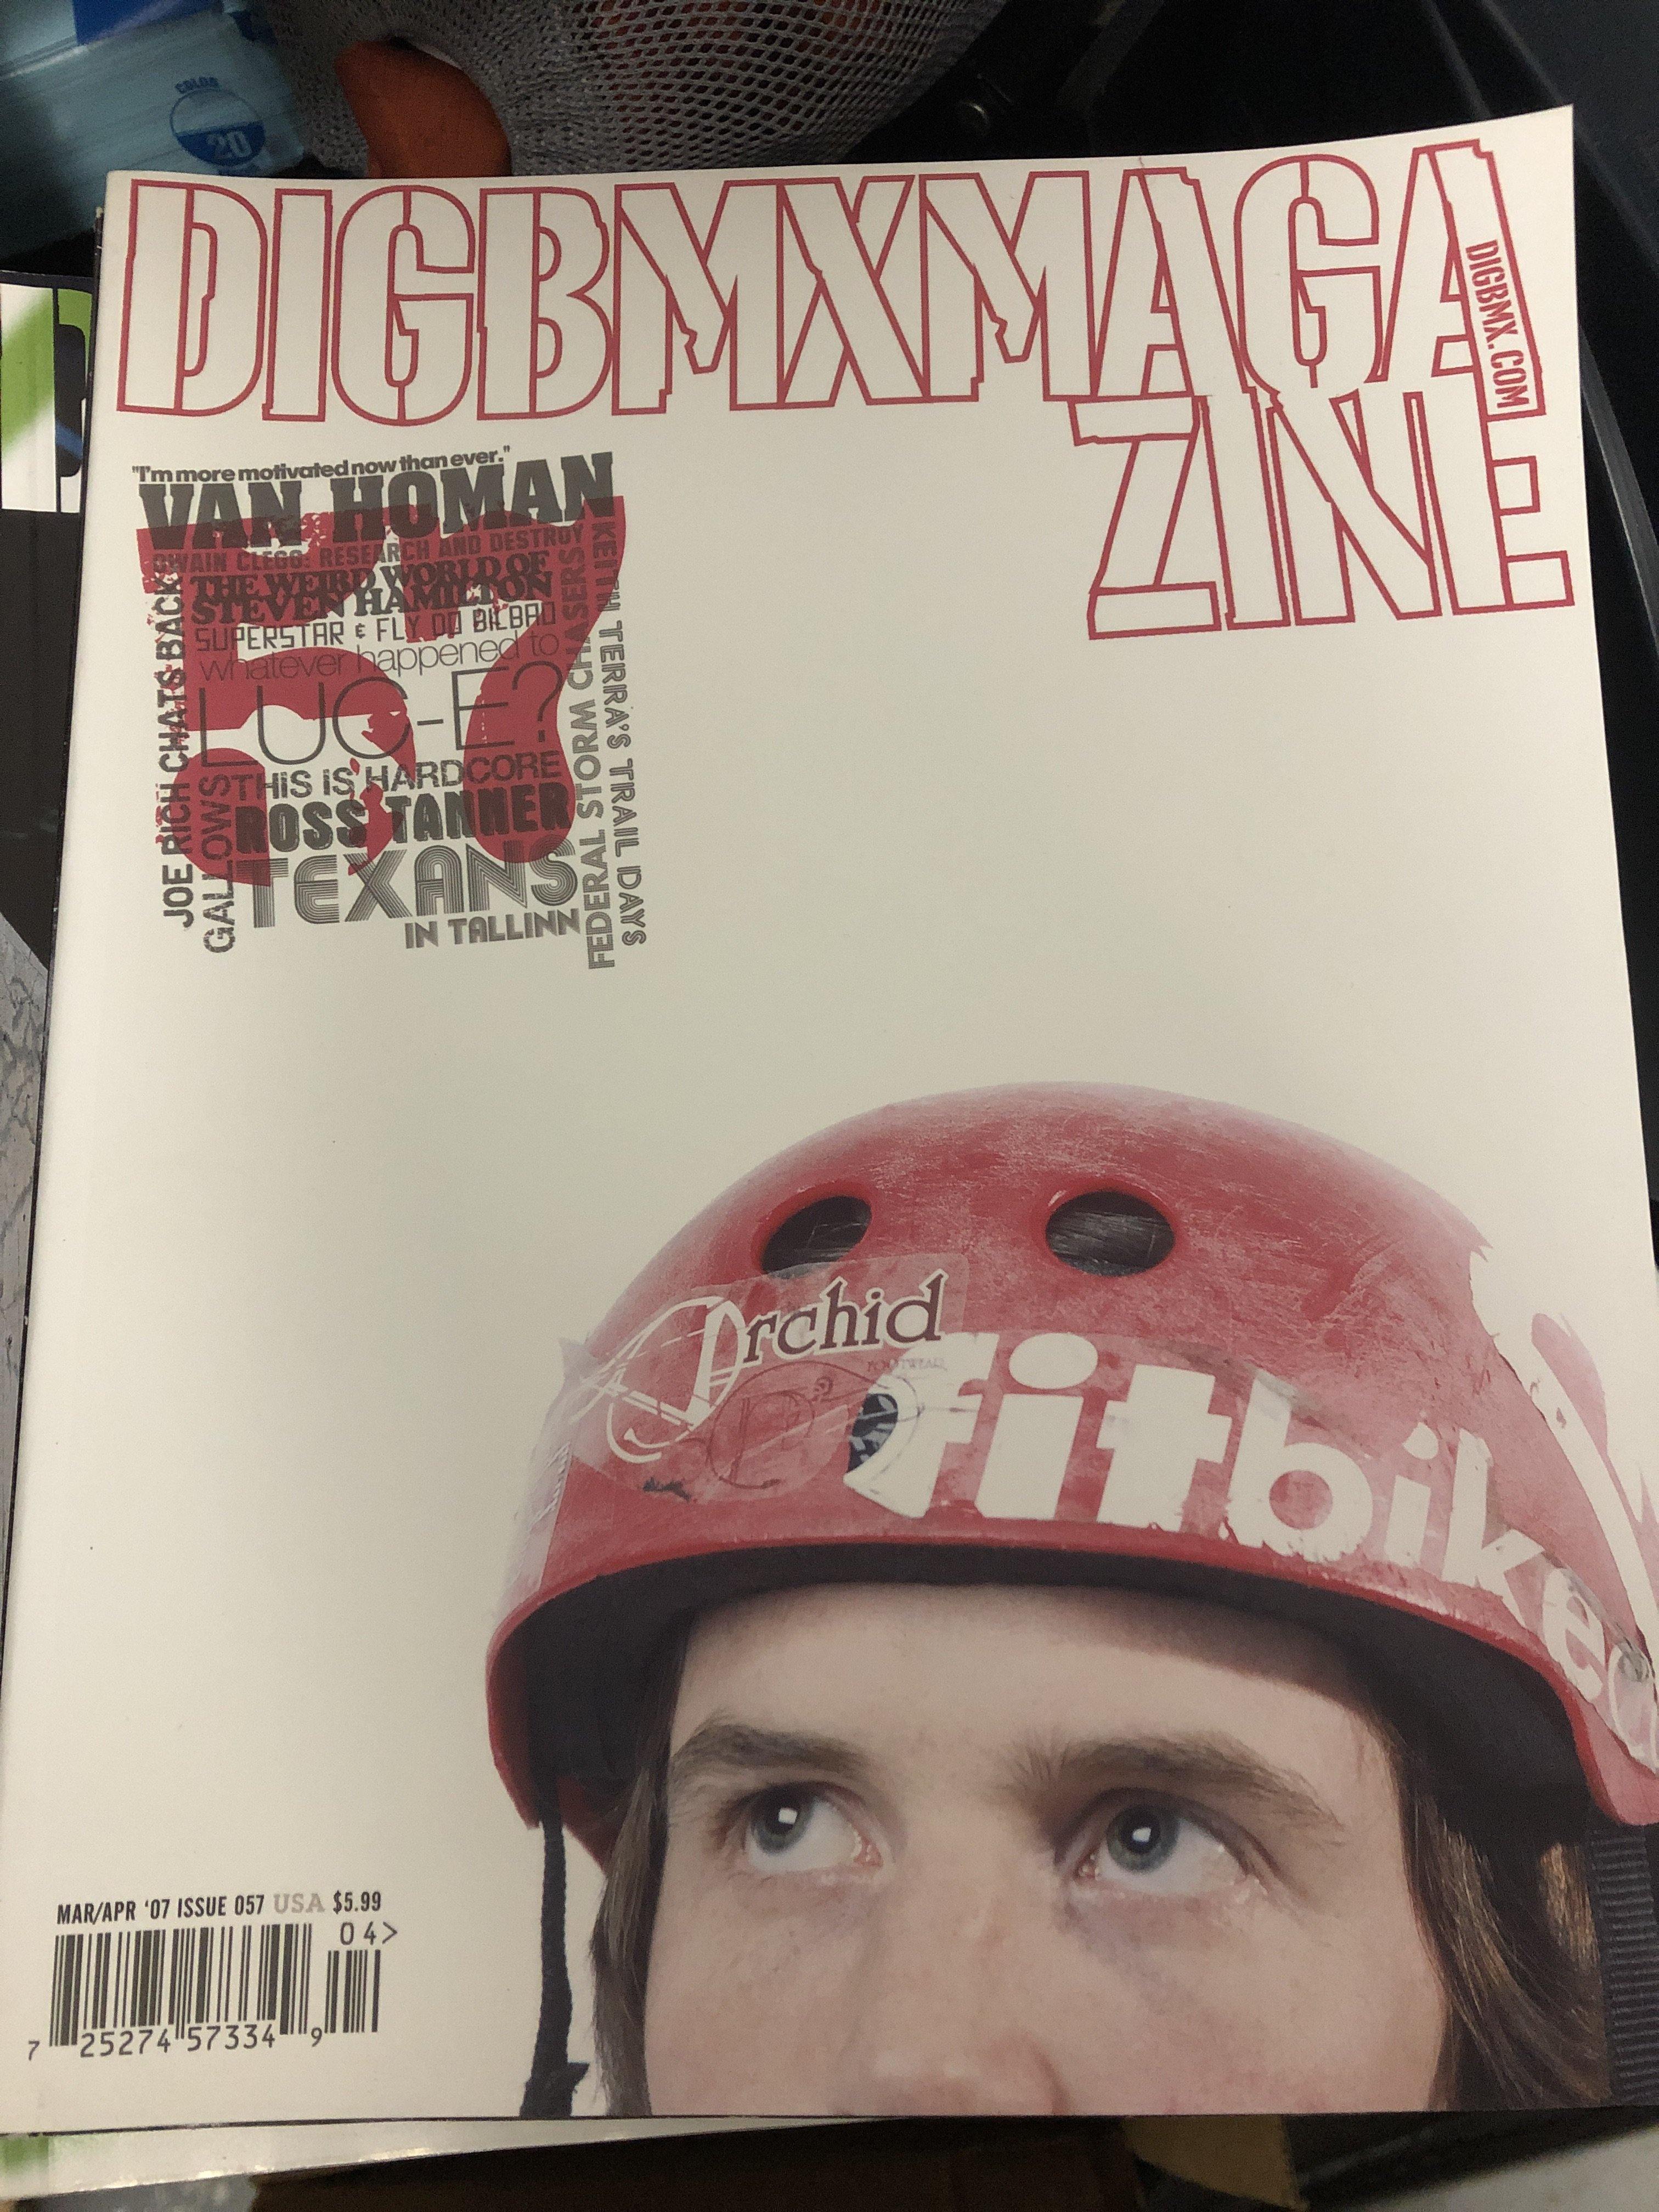 COLOR
20
DIGBMXMAGA
ZINE
DIGBMX.COM
"I'm more motivated now than ever."
VAN HOMAN
DWAIN CLEGG: RESEARCH AND DESTROY
THE WEIRD WORLD OF
STEVEN HAMILTON
SUPERSTAR & FLY DO BILBAO
whatever happened to
LUC-E?
THIS IS HARDCORE
ROSS TANNER
TEXANS
IN TALLINN
JOE RICH CHATS BACK
GALLOWS
FEDERAL STORM CHASERS
KEITH TERRA'S TRAIL DAYS
57
Orchid
FOOTWEAR
fitbikeco
MAR/APR '07 ISSUE 057 USA $5.99
04>
7 25274 57334 9